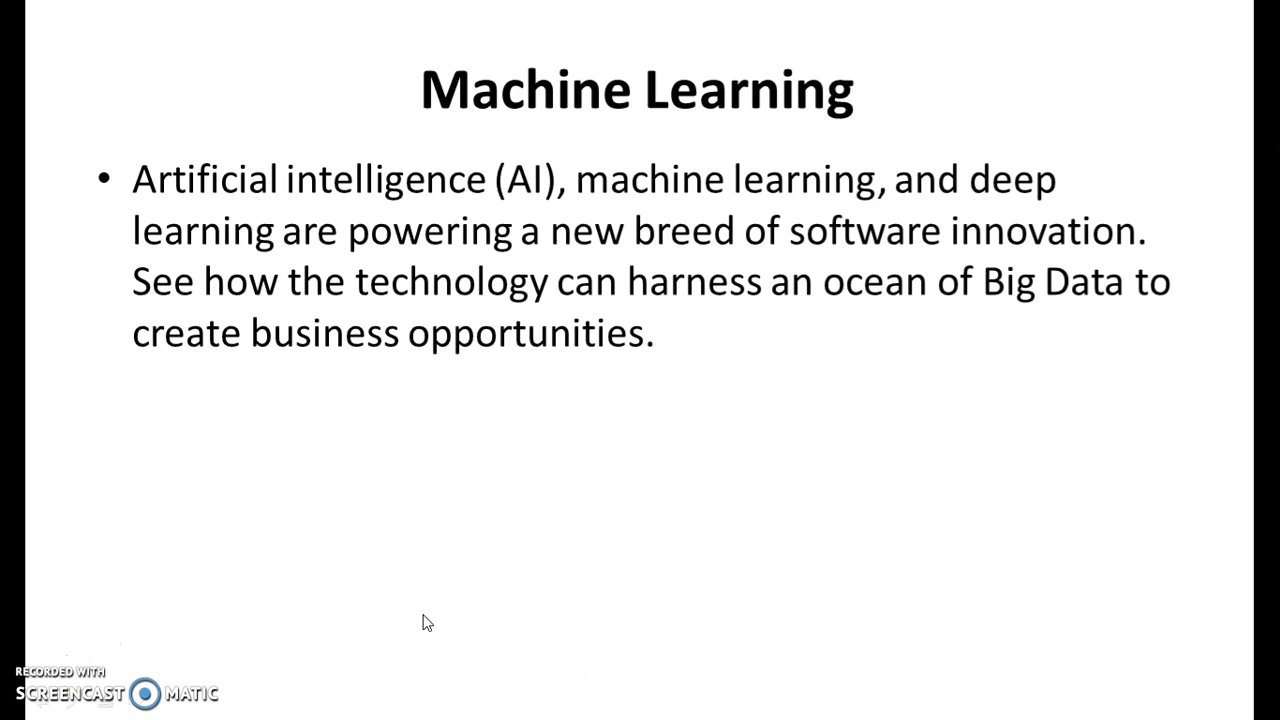 Machine Learning
• Artificial intelligence (AI), machine learning, and deep
learning are powering a new breed of software innovation.
See how the technology can harness an ocean of Big Data to
create business opportunities.
RECORDED WITH
SCREENCAST MATIC